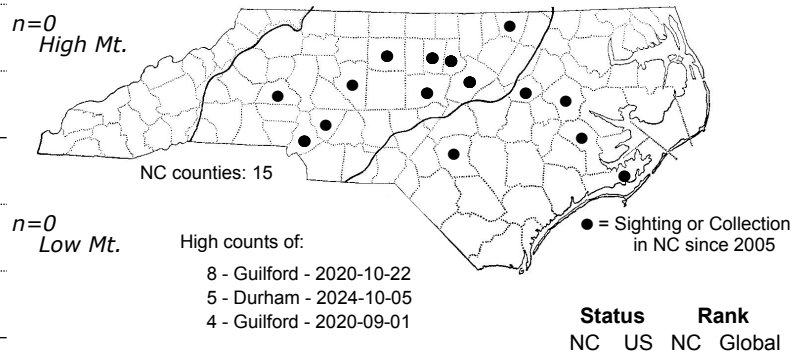 n=0
High Mt.
NC counties: 15
n=0
Low Mt.
High counts of:
8 - Guilford - 2020-10-22
5 - Durham - 2024-10-05
4 - Guilford - 2020-09-01
● = Sighting or Collection
in NC since 2005
Status Rank
NC US NC Global